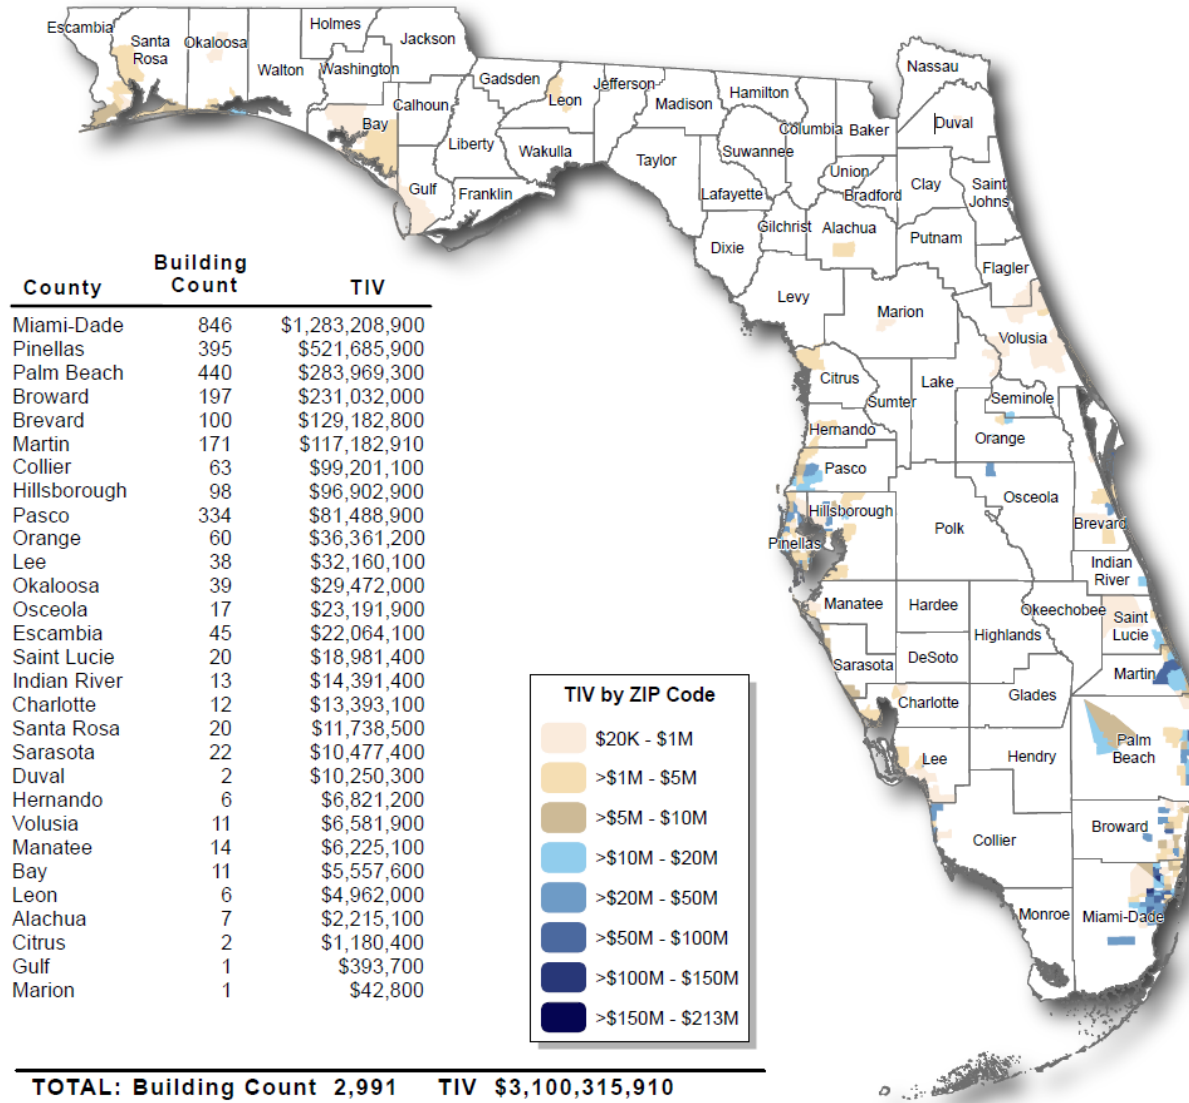 Escambia
Santa
Rosa
Okaloosa
Walton
Holmes
Washington
Jackson
Bay
Calhoun
Gulf
Liberty
Franklin
Gadsden
Leon
Wakulla
Jefferson
Madison
Taylor
Hamilton
Suwannee
Lafayette
Dixie
Columbia
Baker
Union
Bradford
Gilchrist
Alachua
Levy
Nassau
Duval
Clay
Saint
Johns
Putnam
Flagler
Marion
Volusia
Citrus
Sumter
Lake
Seminole
Orange
Hernando
Pasco
Hillsborough
Pinellas
Polk
Osceola
Brevard
Indian
River
Manatee
Hardee
Highlands
Okeechobee
Saint
Lucie
Sarasota
DeSoto
Martin
Charlotte
Glades
Lee
Hendry
Palm
Beach
Collier
Broward
Monroe
Miami-Dade
County Building Count TIV
Miami-Dade 846 $1,283,208,900
Pinellas 395 $521,685,900
Palm Beach 440 $283,969,300
Broward 197 $231,032,000
Brevard 100 $129,182,800
Martin 171 $117,182,910
Collier 63 $99,201,100
Hillsborough 98 $96,902,900
Pasco 334 $81,488,900
Orange 60 $36,361,200
Lee 38 $32,160,100
Okaloosa 39 $29,472,000
Osceola 17 $23,191,900
Escambia 45 $22,064,100
Saint Lucie 20 $18,981,400
Indian River 13 $14,391,400
Charlotte 12 $13,393,100
Santa Rosa 20 $11,738,500
Sarasota 22 $10,477,400
Duval 2 $10,250,300
Hernando 6 $6,821,200
Volusia 11 $6,581,900
Manatee 14 $6,225,100
Bay 11 $5,557,600
Leon 6 $4,962,000
Alachua 7 $2,215,100
Citrus 2 $1,180,400
Gulf 1 $393,700
Marion 1 $42,800
TIV by ZIP Code
$20K - $1M
>$1M - $5M
>$5M - $10M
>$10M - $20M
>$20M - $50M
>$50M - $100M
>$100M - $150M
>$150M - $213M
TOTAL: Building Count 2,991 TIV $3,100,315,910